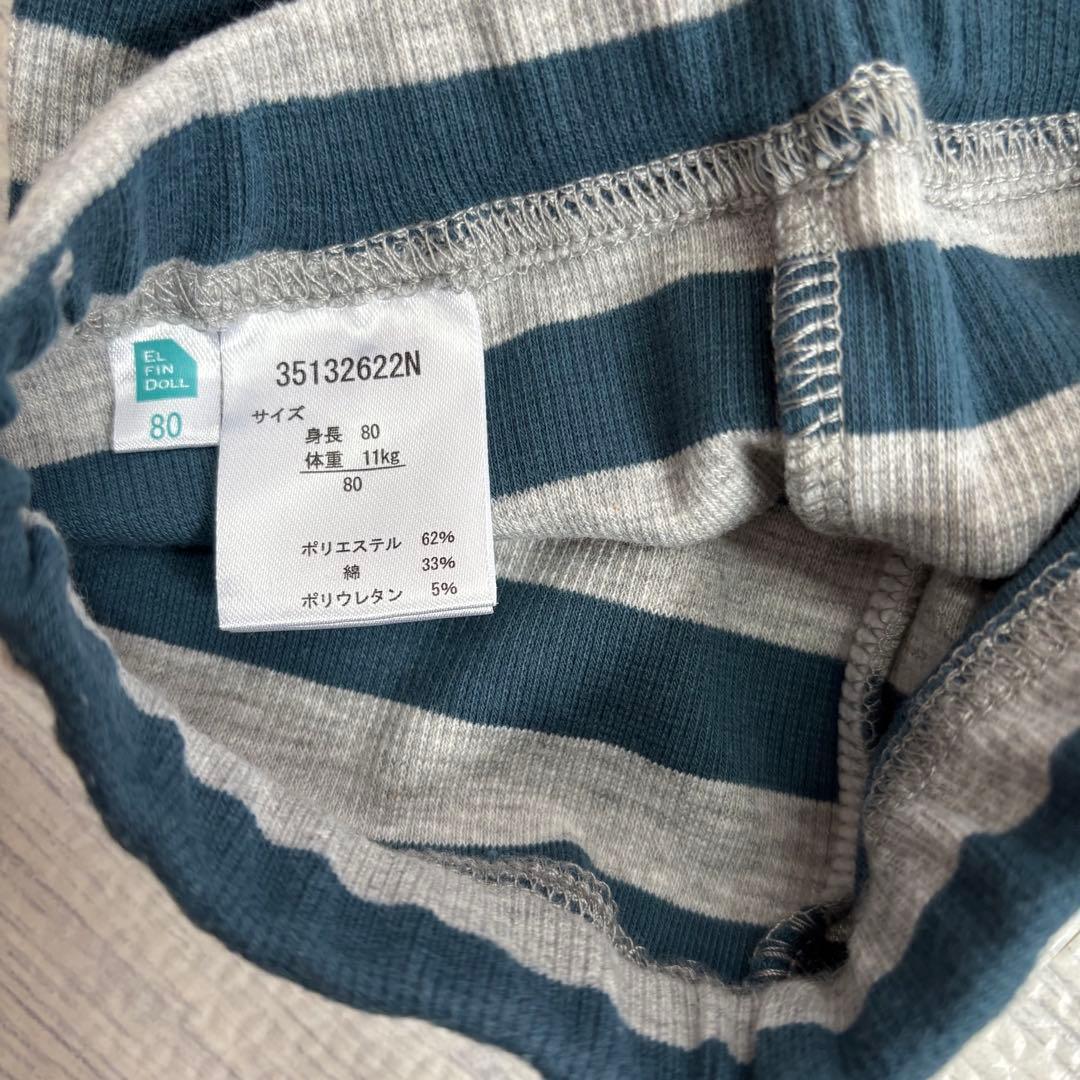 EL
FIN
DOLL
80
35132622N
サイズ
身長 80
体重 11kg
80
ポリエステル 62%
綿 33%
ポリウレタン 5%